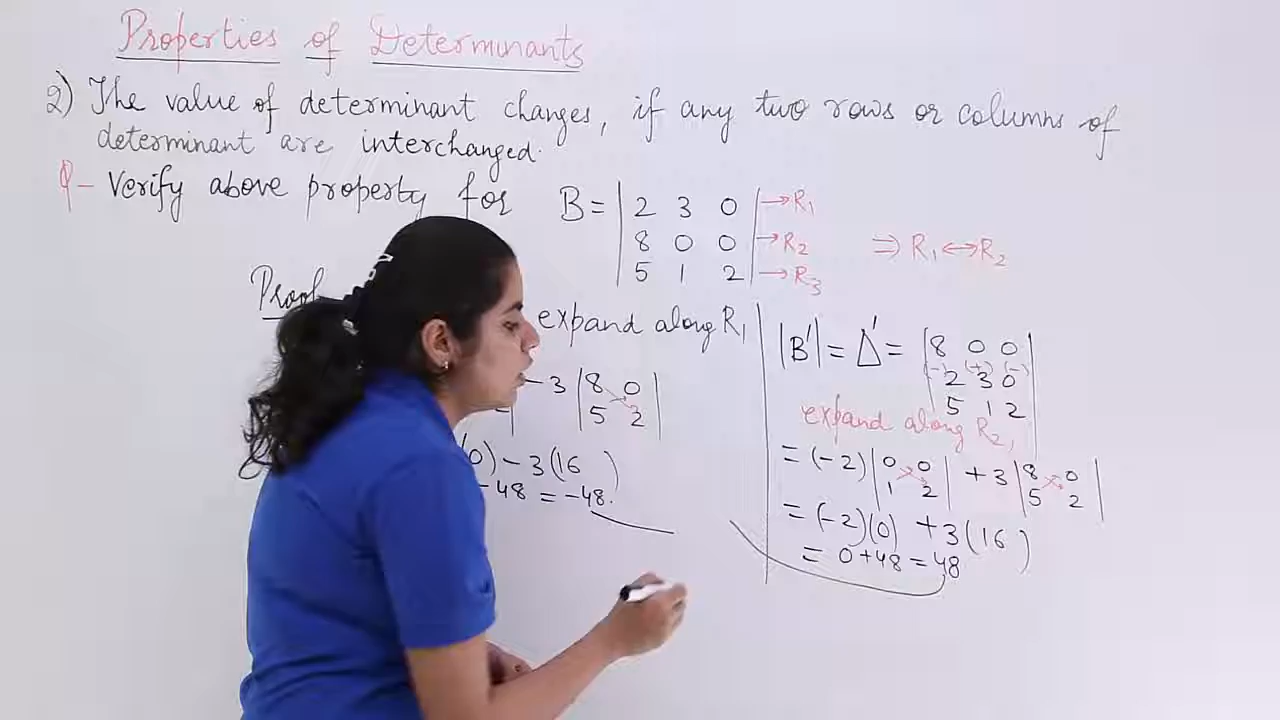 Properties of Determinants
2) The value of determinant changes, if any two rows or columns of
determinant are interchanged.
Q- Verify above property for B = | 2 3 0 | → R₁
| 8 0 0 | → R₂ ⇒ R₁ ↔ R₂
| 5 1 2 | → R₃
Proof
expand along R₁
- 3 | 8 0 |
| 5 2 |
0) - 3(16 )
-48 = -48.
|B'| = Δ' = | 8 0 0 |
(-) (+) (-)
2 3 0
5 1 2 |
expand along R₂,
= (-2) | 0 0 | + 3 | 8 0 |
| 1 2 | | 5 2 |
= (-2)(0) + 3(16 )
= 0 + 48 = 48